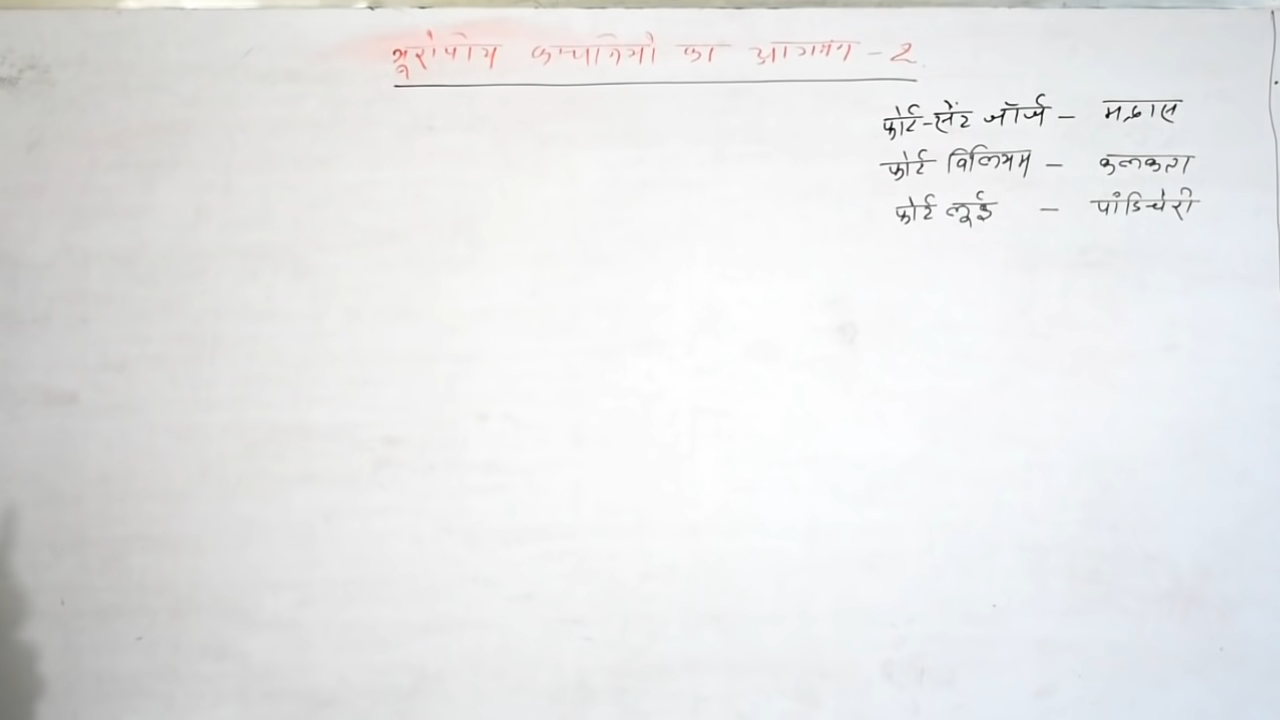 यूरोपीय कम्पनियों का आगमन - 2
फोर्ट-सेंट जॉर्ज - मद्रास
फोर्ट विलियम - कलकत्ता
फोर्ट लुई - पांडिचेरी